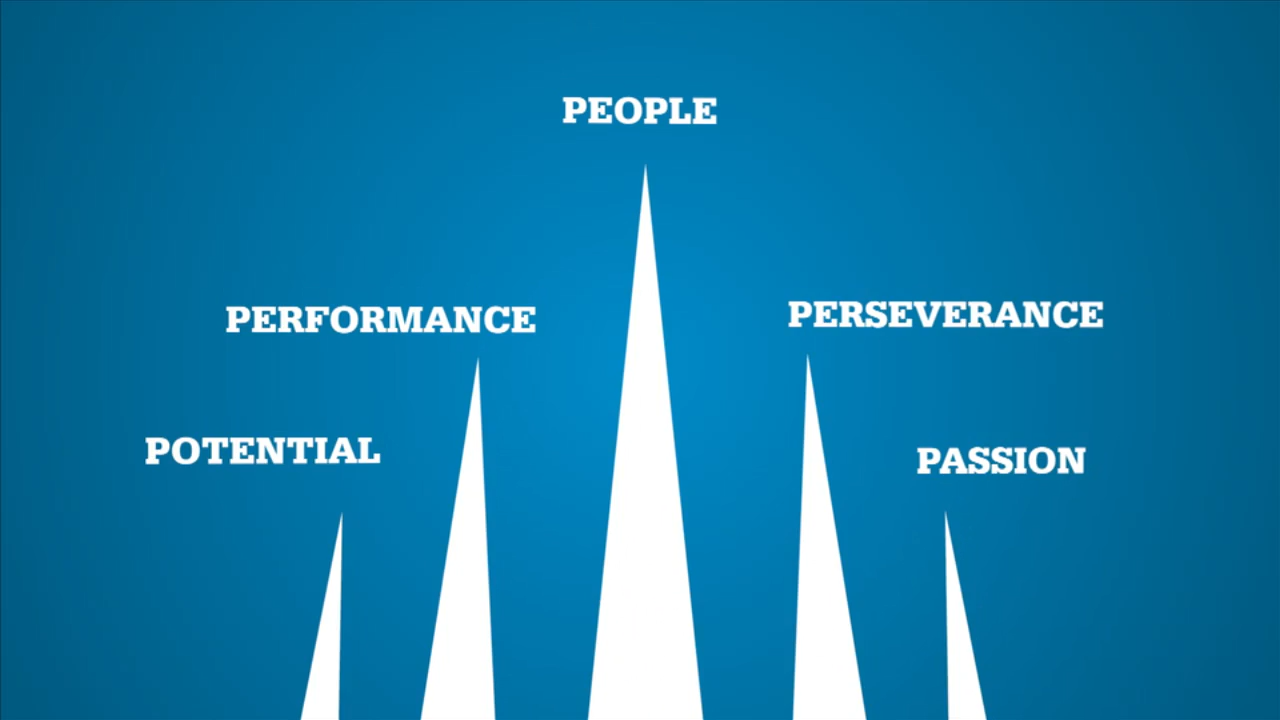 PEOPLE
PERFORMANCE
PERSEVERANCE
POTENTIAL
PASSION